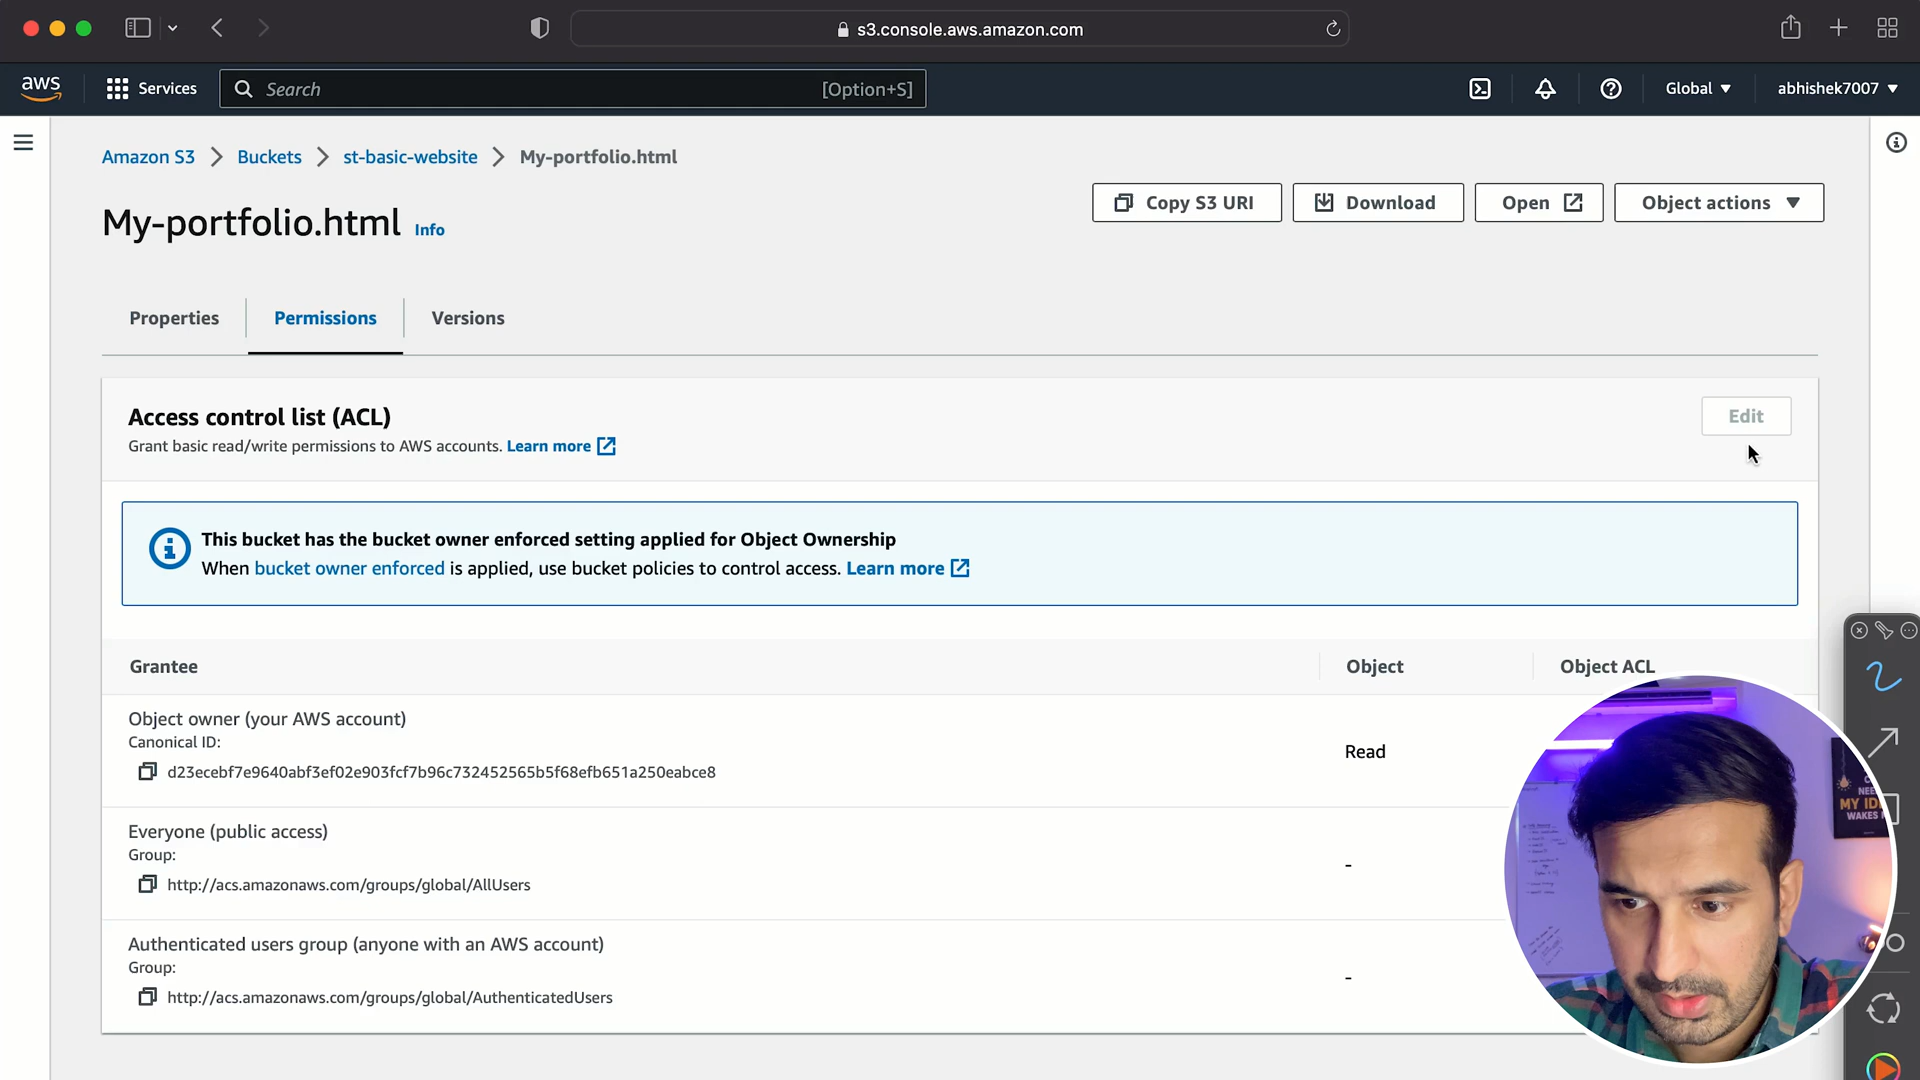 s3.console.aws.amazon.com
aws
Services
Search
[Option+S]
Global
abhishek7007
Amazon S3
Buckets
st-basic-website
My-portfolio.html
My-portfolio.html Info
Copy S3 URI
Download
Open
Object actions
Properties
Permissions
Versions
Access control list (ACL)
Edit
Grant basic read/write permissions to AWS accounts. Learn more
This bucket has the bucket owner enforced setting applied for Object Ownership
When bucket owner enforced is applied, use bucket policies to control access. Learn more
Grantee
Object
Object ACL
Object owner (your AWS account)
Canonical ID:
d23ecebf7e9640abf3ef02e903fcf7b96c732452565b5f68efb651a250eabce8
Read
Everyone (public access)
Group:
http://acs.amazonaws.com/groups/global/AllUsers
-
Authenticated users group (anyone with an AWS account)
Group:
http://acs.amazonaws.com/groups/global/AuthenticatedUsers
-
MY
WAKES